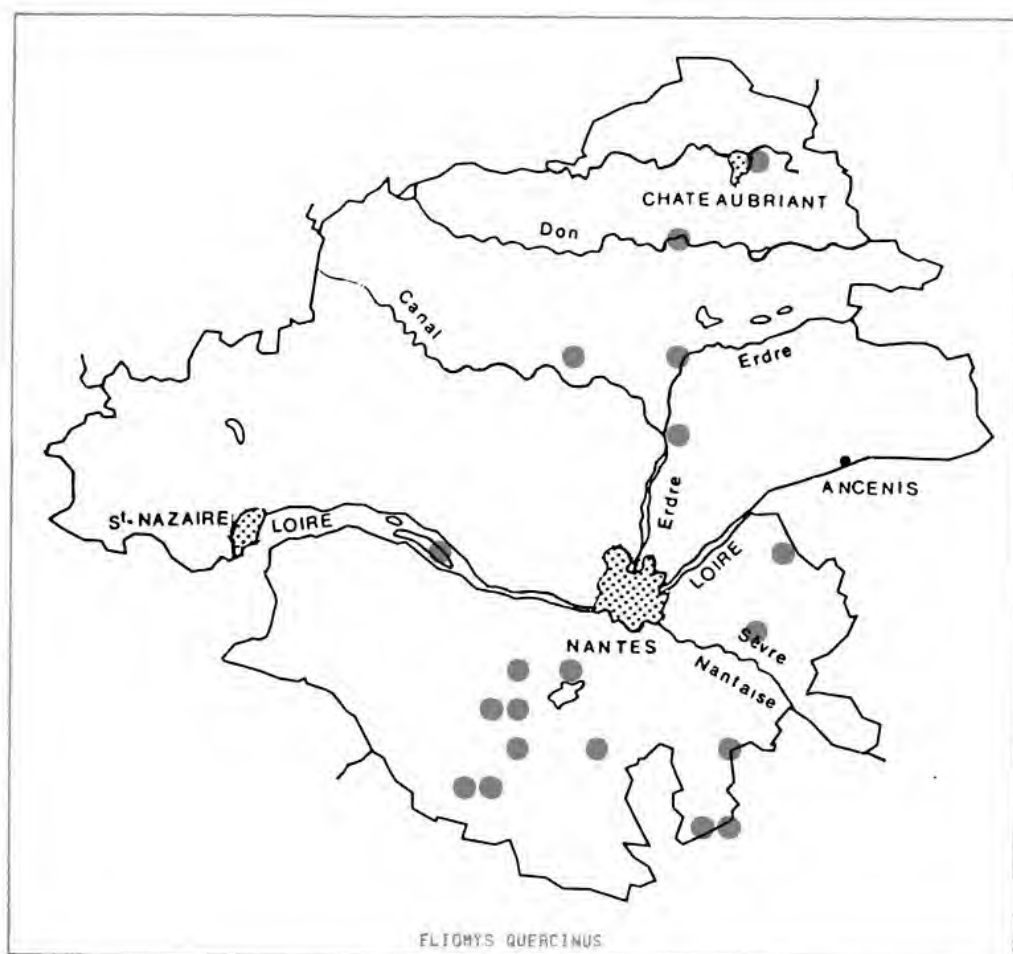 CHATEAUBRIANT
Don
Canal
Erdre
ANCENIS
Erdre
St-NAZAIRE
LOIRE
LOIRE
NANTES
Sèvre
Nantaise
ELIOMYS QUERCINUS